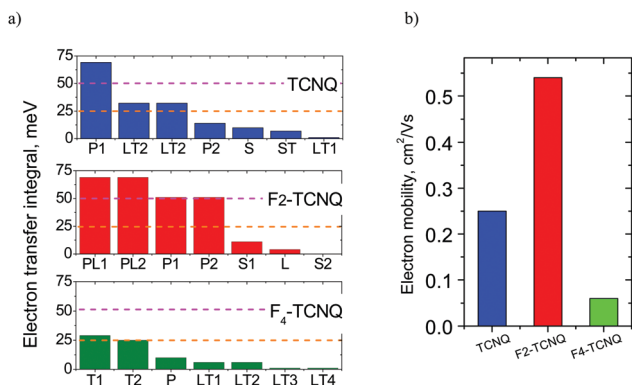 a)
b)
Electron transfer integral, meV
75
50
25
0
TCNQ
P1 LT2 LT2 P2 S ST LT1
75
50
25
0
F2-TCNQ
PL1 PL2 P1 P2 S1 L S2
75
50
25
0
F₄-TCNQ
T1 T2 P LT1 LT2 LT3 LT4
Electron mobility, cm²/Vs
0.5
0.4
0.3
0.2
0.1
0.0
TCNQ F2-TCNQ F4-TCNQ